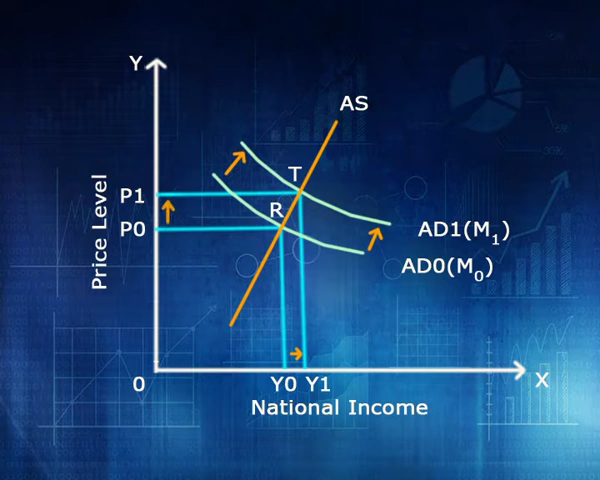 Y
AS
T
P1
R
P0
AD1(M1)
AD0(M0)
Price Level
0
Y0 Y1
X
National Income